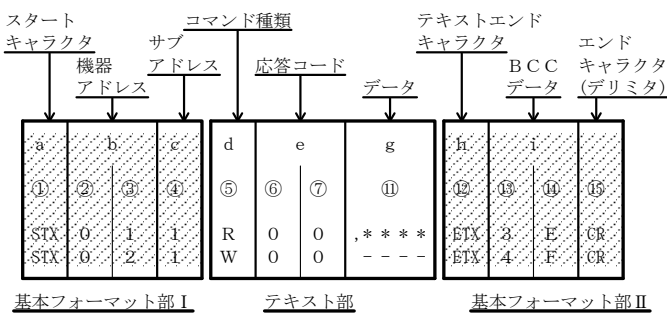 スタート
キャラクタ
機器
アドレス
サブ
アドレス
コマンド種類
応答コード
データ
テキストエンド
キャラクタ
ＢＣＣ
データ
エンド
キャラクタ
(デリミタ)
a b c d e g h i
① ② ③ ④ ⑤ ⑥ ⑦ ⑪ ⑫ ⑬ ⑭ ⑮
STX 0 1 1 R 0 0 ,**** ETX 3 E CR
STX 0 2 1 W 0 0 ---- ETX 4 F CR
基本フォーマット部Ⅰ テキスト部 基本フォーマット部Ⅱ